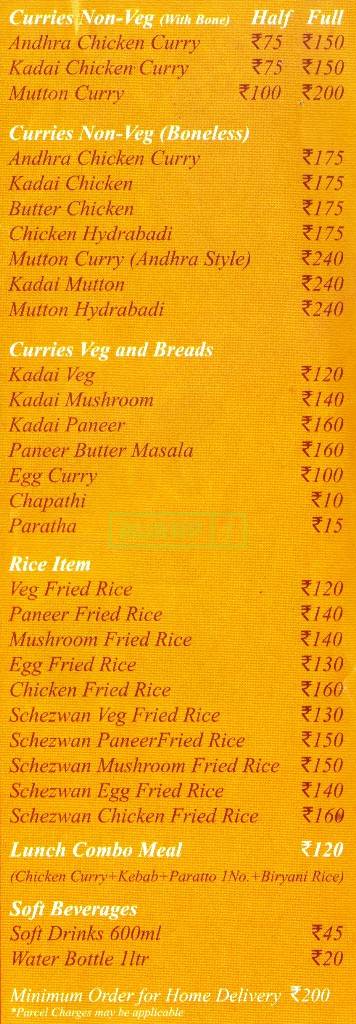 Curries Non-Veg (With Bone) Half Full
Andhra Chicken Curry ₹75 ₹150
Kadai Chicken Curry ₹75 ₹150
Mutton Curry ₹100 ₹200
Curries Non-Veg (Boneless)
Andhra Chicken Curry ₹175
Kadai Chicken ₹175
Butter Chicken ₹175
Chicken Hydrabadi ₹175
Mutton Curry (Andhra Style) ₹240
Kadai Mutton ₹240
Mutton Hydrabadi ₹240
Curries Veg and Breads
Kadai Veg ₹120
Kadai Mushroom ₹140
Kadai Paneer ₹160
Paneer Butter Masala ₹160
Egg Curry ₹100
Chapathi ₹10
Paratha ₹15
Rice Item
Veg Fried Rice ₹120
Paneer Fried Rice ₹140
Mushroom Fried Rice ₹140
Egg Fried Rice ₹130
Chicken Fried Rice ₹160
Schezwan Veg Fried Rice ₹130
Schezwan PaneerFried Rice ₹150
Schezwan Mushroom Fried Rice ₹150
Schezwan Egg Fried Rice ₹140
Schezwan Chicken Fried Rice ₹160
Lunch Combo Meal ₹120
(Chicken Curry+Kebab+Paratto 1No.+Biryani Rice)
Soft Beverages
Soft Drinks 600ml ₹45
Water Bottle 1ltr ₹20
Minimum Order for Home Delivery ₹200
*Parcel Charges may be applicable